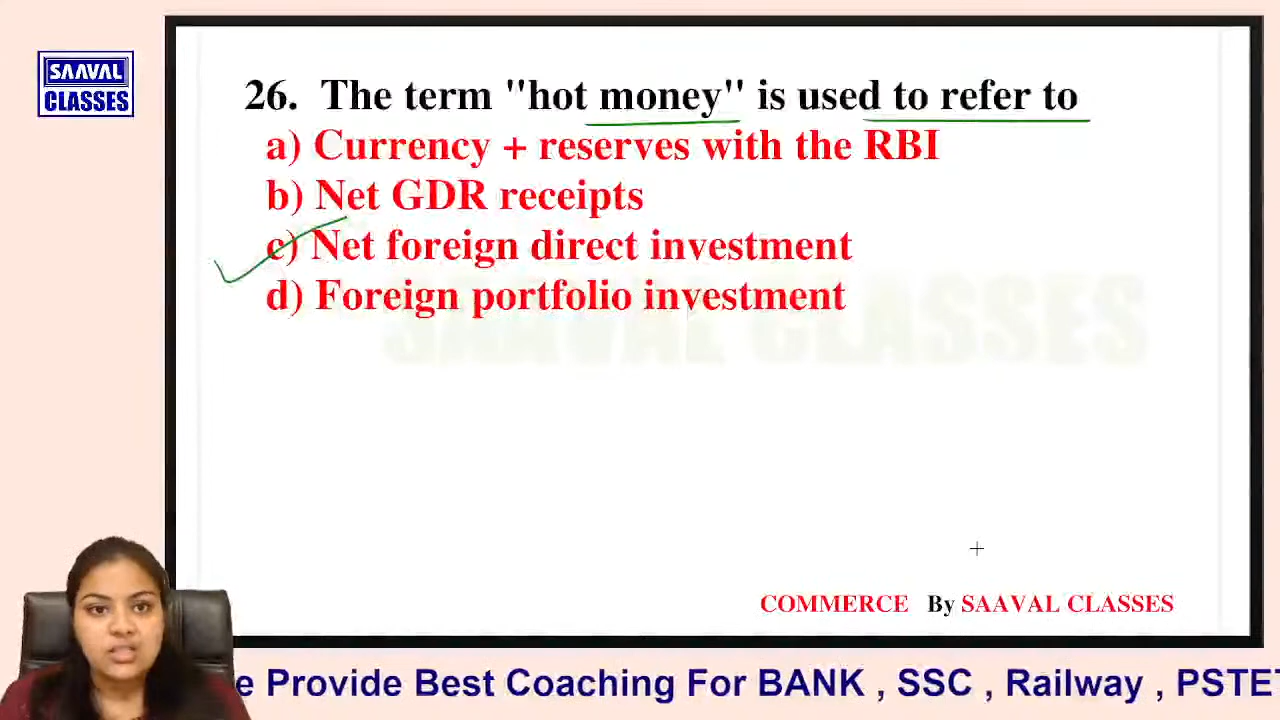 SAAVAL
CLASSES
26. The term "hot money" is used to refer to
a) Currency + reserves with the RBI
b) Net GDR receipts
c) Net foreign direct investment
d) Foreign portfolio investment
SAAVAL CLASSES
COMMERCE By SAAVAL CLASSES
e Provide Best Coaching For BANK , SSC , Railway , PSTET